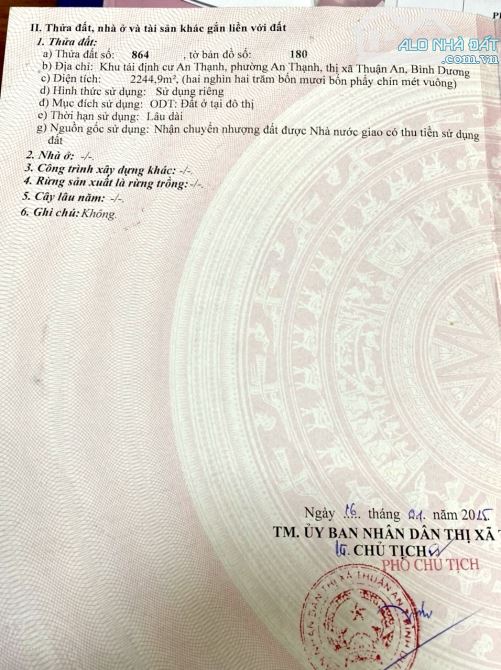 ALO NHÀ ĐẤT
.com.vn
II. Thửa đất, nhà ở và tài sản khác gắn liền với đất
1. Thửa đất:
a) Thửa đất số: 864 , tờ bản đồ số: 180
b) Địa chỉ: Khu tái định cư An Thạnh, phường An Thạnh, thị xã Thuận An, Bình Dương
c) Diện tích: 2244,9m², (hai nghìn hai trăm bốn mươi bốn phẩy chín mét vuông)
d) Hình thức sử dụng: Sử dụng riêng
đ) Mục đích sử dụng: ODT: Đất ở tại đô thị
e) Thời hạn sử dụng: Lâu dài
g) Nguồn gốc sử dụng: Nhận chuyển nhượng đất được Nhà nước giao có thu tiền sử dụng
đất
2. Nhà ở: -/-.
3. Công trình xây dựng khác: -/-.
4. Rừng sản xuất là rừng trồng: -/-.
5. Cây lâu năm: -/-.
6. Ghi chú: Không.
Ngày 16 tháng 01 năm 2015
TM. ỦY BAN NHÂN DÂN THỊ XÃ
CHỦ TỊCH
PHÓ CHỦ TỊCH
DÂN THỊ XÃ THUẬN AN